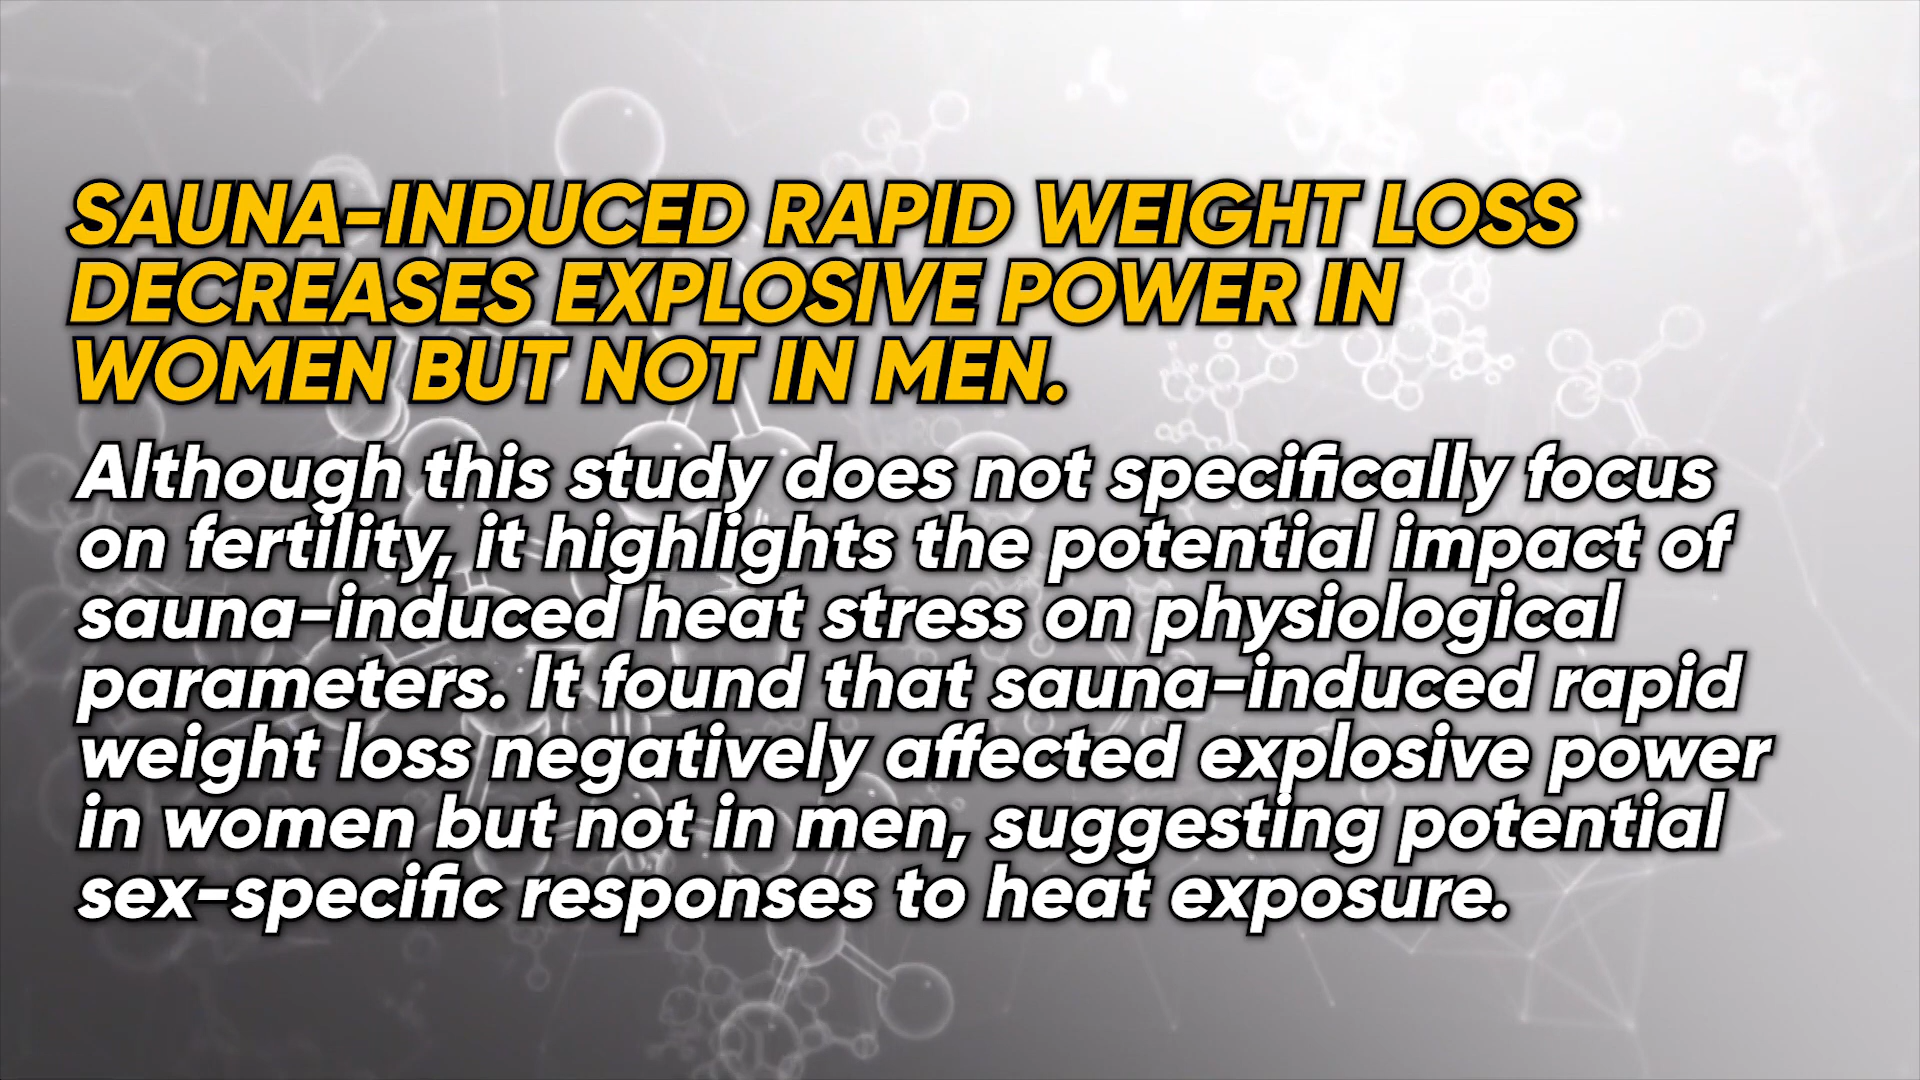 SAUNA-INDUCED RAPID WEIGHT LOSS
DECREASES EXPLOSIVE POWER IN
WOMEN BUT NOT IN MEN.
Although this study does not specifically focus
on fertility, it highlights the potential impact of
sauna-induced heat stress on physiological
parameters. It found that sauna-induced rapid
weight loss negatively affected explosive power
in women but not in men, suggesting potential
sex-specific responses to heat exposure.